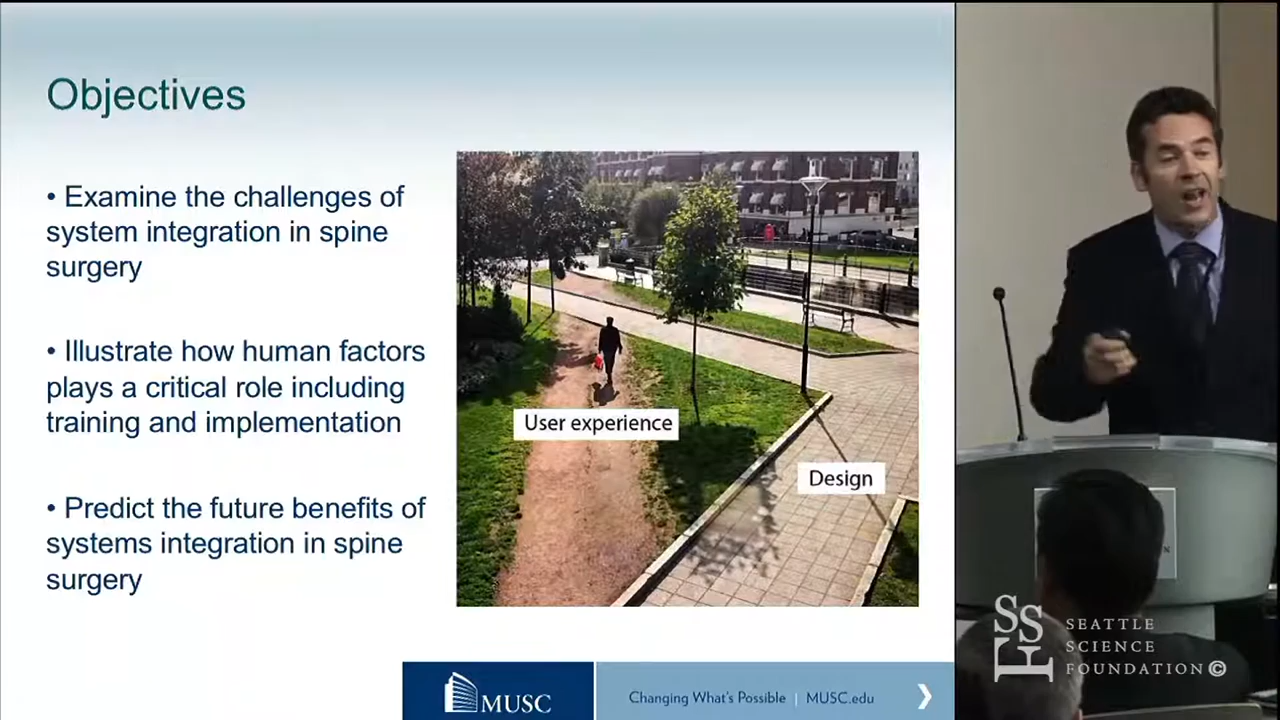 Objectives
• Examine the challenges of
system integration in spine
surgery
• Illustrate how human factors
plays a critical role including
training and implementation
• Predict the future benefits of
systems integration in spine
surgery
User experience
Design
MUSC
Changing What's Possible | MUSC.edu
SSF
SEATTLE
SCIENCE
FOUNDATION©